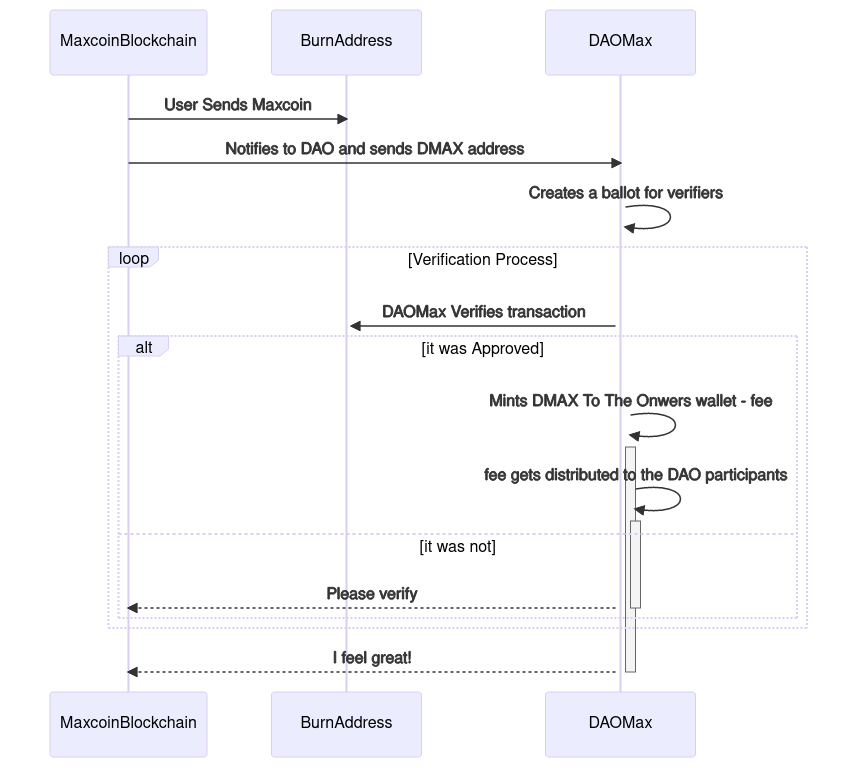 MaxcoinBlockchain
BurnAddress
DAOMax
User Sends Maxcoin
Notifies to DAO and sends DMAX address
Creates a ballot for verifiers
loop
[Verification Process]
DAOMax Verifies transaction
alt
[it was Approved]
Mints DMAX To The Onwers wallet - fee
fee gets distributed to the DAO participants
[it was not]
Please verify
I feel great!
MaxcoinBlockchain
BurnAddress
DAOMax